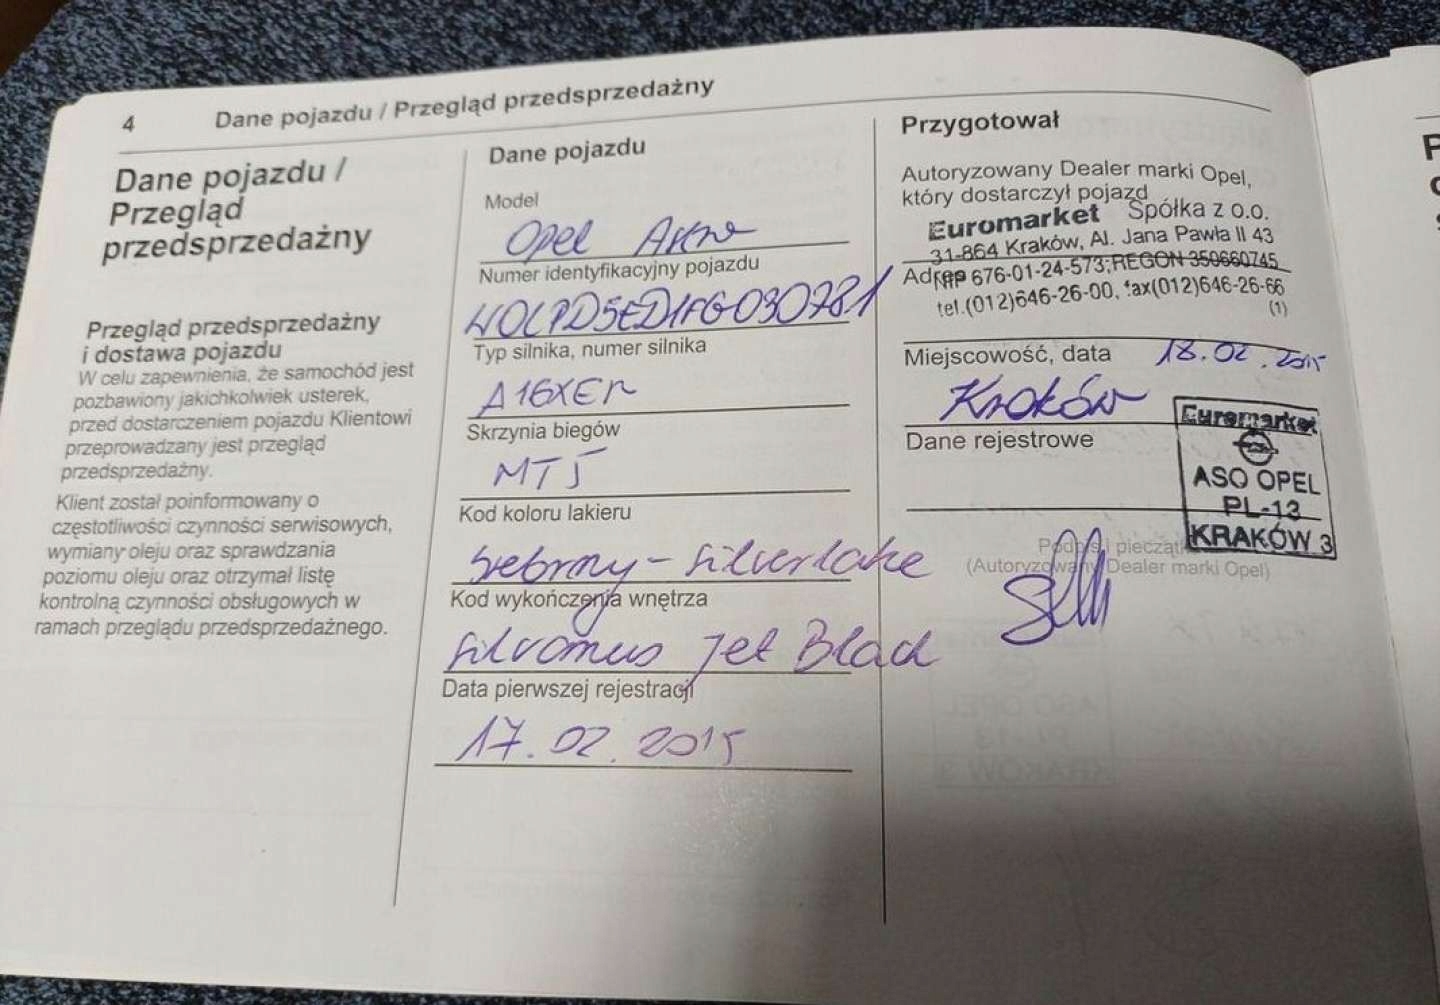 4
Dane pojazdu / Przegląd przedsprzedażny
Dane pojazdu /
Przegląd
przedsprzedażny
Przegląd przedsprzedażny
i dostawa pojazdu
W celu zapewnienia, że samochód jest
pozbawiony jakichkolwiek usterek,
przed dostarczeniem pojazdu Klientowi
przeprowadzany jest przegląd
przedsprzedażny.
Klient został poinformowany o
częstotliwości czynności serwisowych,
wymiany oleju oraz sprawdzania
poziomu oleju oraz otrzymał listę
kontrolną czynności obsługowych w
ramach przeglądu przedsprzedażnego.
Dane pojazdu
Model
Opel Astra
Numer identyfikacyjny pojazdu
W0LPD5ED1FG030781
Typ silnika, numer silnika
A16XER
Skrzynia biegów
MT5
Kod koloru lakieru
srebrny - silverlake
Kod wykończenia wnętrza
Jet Black
Data pierwszej rejestracji
17.02.2015
Przygotował
Autoryzowany Dealer marki Opel,
który dostarczył pojazd
Euromarket Spółka z o.o.
31-864 Kraków, Al. Jana Pawła II 43
Adres
NIP 676-01-24-573; REGON 350660745
tel.(012)646-26-00, fax(012)646-26-66
(1)
Miejscowość, data 18.02.2015
Kraków
Dane rejestrowe
Euromarket
ASO OPEL
PL-13
KRAKÓW 3
Podpis i pieczątka
(Autoryzowany Dealer marki Opel)